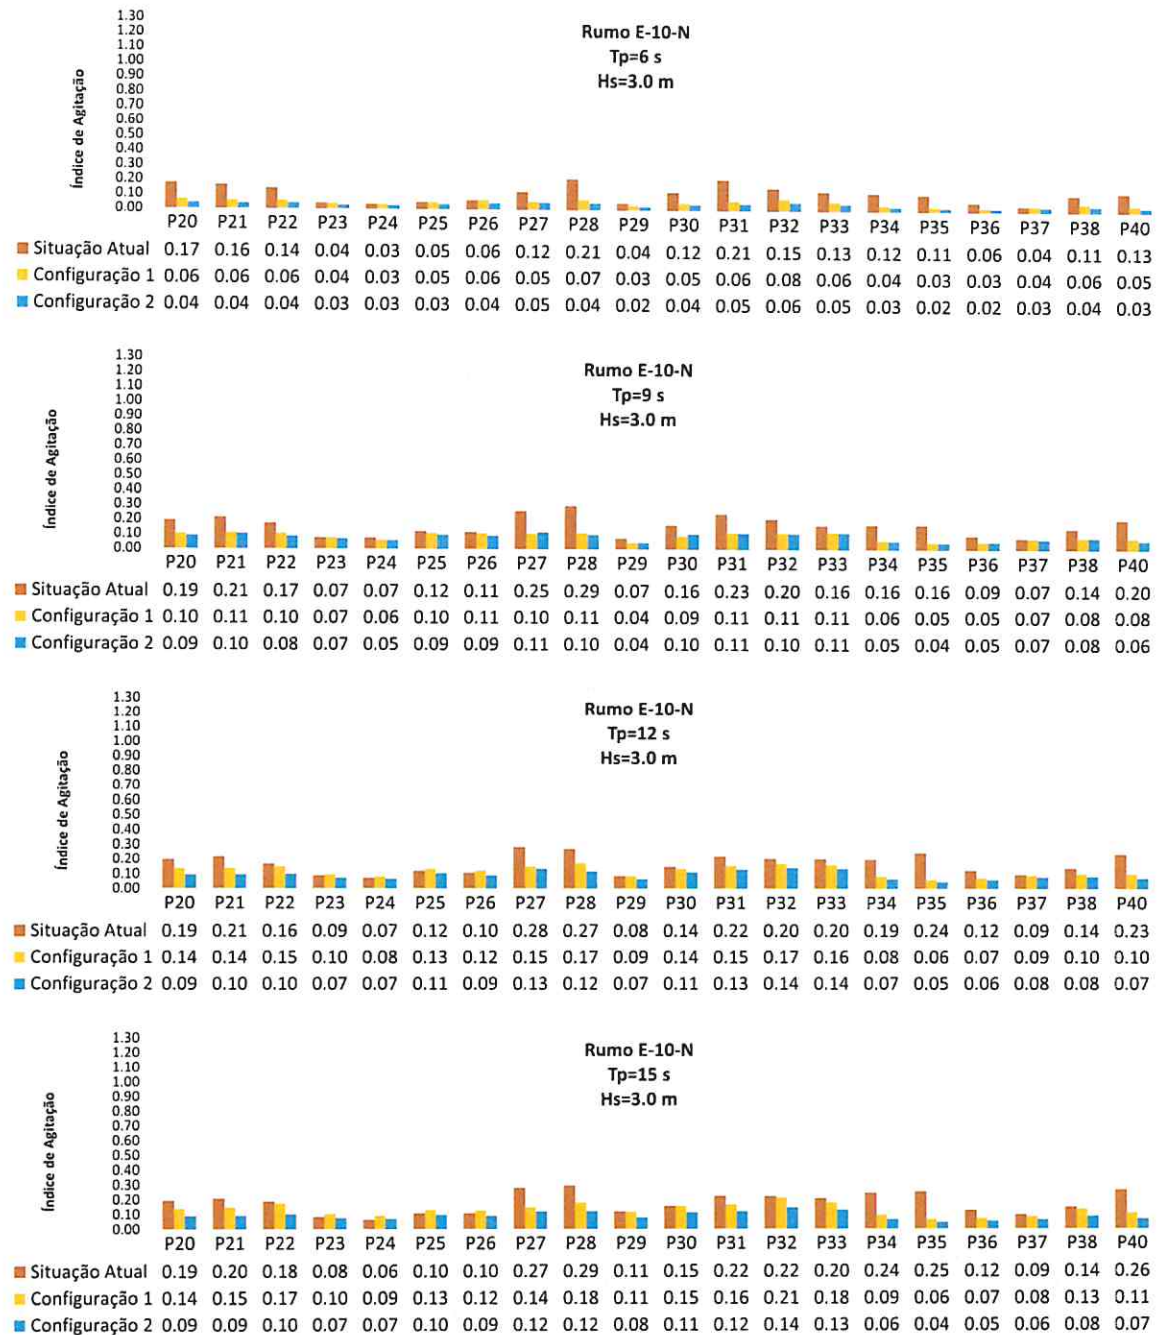 Rumo E-10-N
Tp=6 s
Hs=3.0 m
Índice de Agitação
1.30
1.20
1.10
1.00
0.90
0.80
0.70
0.60
0.50
0.40
0.30
0.20
0.10
0.00
P20 P21 P22 P23 P24 P25 P26 P27 P28 P29 P30 P31 P32 P33 P34 P35 P36 P37 P38 P40
Situação Atual 0.17 0.16 0.14 0.04 0.03 0.05 0.06 0.12 0.21 0.04 0.12 0.21 0.15 0.13 0.12 0.11 0.06 0.04 0.11 0.13
Configuração 1 0.06 0.06 0.06 0.04 0.03 0.05 0.06 0.05 0.07 0.03 0.05 0.06 0.08 0.06 0.04 0.03 0.03 0.04 0.06 0.05
Configuração 2 0.04 0.04 0.04 0.03 0.03 0.03 0.04 0.05 0.04 0.02 0.04 0.05 0.06 0.05 0.03 0.02 0.02 0.03 0.04 0.03
Rumo E-10-N
Tp=9 s
Hs=3.0 m
Índice de Agitação
1.30
1.20
1.10
1.00
0.90
0.80
0.70
0.60
0.50
0.40
0.30
0.20
0.10
0.00
P20 P21 P22 P23 P24 P25 P26 P27 P28 P29 P30 P31 P32 P33 P34 P35 P36 P37 P38 P40
Situação Atual 0.19 0.21 0.17 0.07 0.07 0.12 0.11 0.25 0.29 0.07 0.16 0.23 0.20 0.16 0.16 0.16 0.09 0.07 0.14 0.20
Configuração 1 0.10 0.11 0.10 0.07 0.06 0.10 0.11 0.10 0.11 0.04 0.09 0.11 0.11 0.11 0.06 0.05 0.05 0.07 0.08 0.08
Configuração 2 0.09 0.10 0.08 0.07 0.05 0.09 0.09 0.11 0.10 0.04 0.10 0.11 0.10 0.11 0.05 0.04 0.05 0.07 0.08 0.06
Rumo E-10-N
Tp=12 s
Hs=3.0 m
Índice de Agitação
1.30
1.20
1.10
1.00
0.90
0.80
0.70
0.60
0.50
0.40
0.30
0.20
0.10
0.00
P20 P21 P22 P23 P24 P25 P26 P27 P28 P29 P30 P31 P32 P33 P34 P35 P36 P37 P38 P40
Situação Atual 0.19 0.21 0.16 0.09 0.07 0.12 0.10 0.28 0.27 0.08 0.14 0.22 0.20 0.20 0.19 0.24 0.12 0.09 0.14 0.23
Configuração 1 0.14 0.14 0.15 0.10 0.08 0.13 0.12 0.15 0.17 0.09 0.14 0.15 0.17 0.16 0.08 0.06 0.07 0.09 0.10 0.10
Configuração 2 0.09 0.10 0.10 0.07 0.07 0.11 0.09 0.13 0.12 0.07 0.11 0.13 0.14 0.14 0.07 0.05 0.06 0.08 0.08 0.07
Rumo E-10-N
Tp=15 s
Hs=3.0 m
Índice de Agitação
1.30
1.20
1.10
1.00
0.90
0.80
0.70
0.60
0.50
0.40
0.30
0.20
0.10
0.00
P20 P21 P22 P23 P24 P25 P26 P27 P28 P29 P30 P31 P32 P33 P34 P35 P36 P37 P38 P40
Situação Atual 0.19 0.20 0.18 0.08 0.06 0.10 0.10 0.27 0.29 0.11 0.15 0.22 0.22 0.20 0.24 0.25 0.12 0.09 0.14 0.26
Configuração 1 0.14 0.15 0.17 0.10 0.09 0.13 0.12 0.14 0.18 0.11 0.15 0.16 0.21 0.18 0.09 0.06 0.07 0.08 0.13 0.11
Configuração 2 0.09 0.09 0.10 0.07 0.07 0.10 0.09 0.12 0.12 0.08 0.11 0.12 0.14 0.13 0.06 0.04 0.05 0.06 0.08 0.07